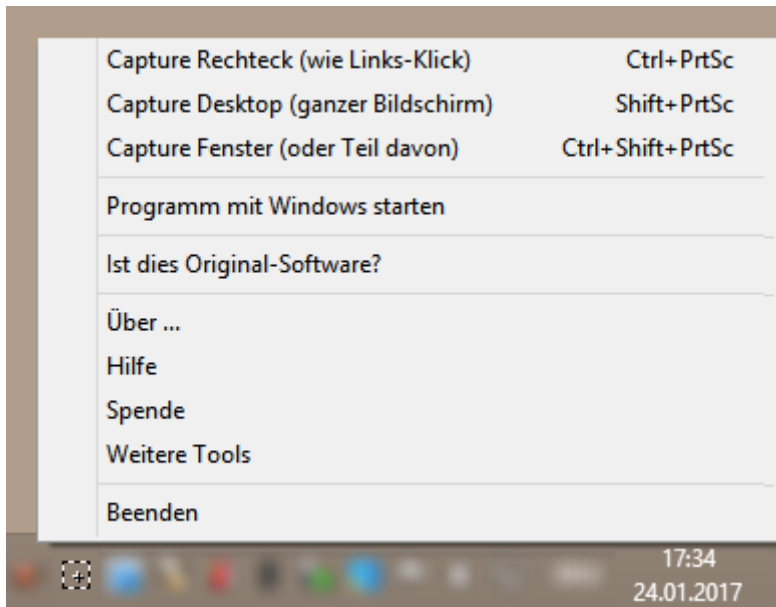 Capture Rechteck (wie Links-Klick) Ctrl+PrtSc
Capture Desktop (ganzer Bildschirm) Shift+PrtSc
Capture Fenster (oder Teil davon) Ctrl+Shift+PrtSc
Programm mit Windows starten
Ist dies Original-Software?
Über ...
Hilfe
Spende
Weitere Tools
Beenden
17:34
24.01.2017